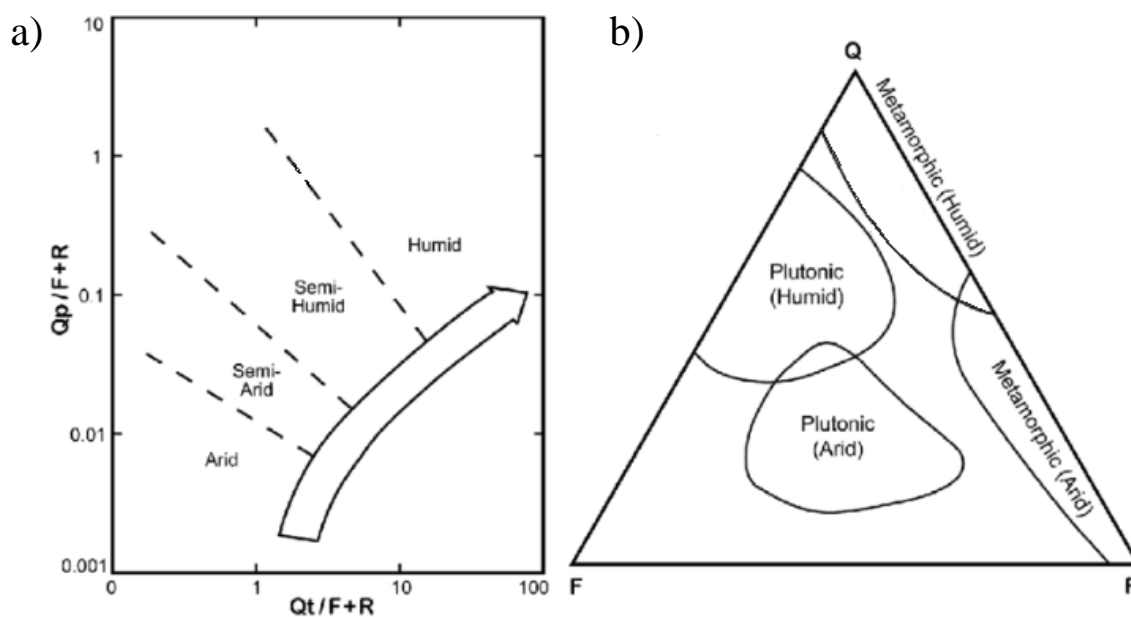 a)
10
1
0.1
0.01
0.001
Qp/F+R
Humid
Semi-
Humid
Semi-
Arid
Arid
0
1
10
100
Qt/F+R
b)
Q
Metamorphic (Humid)
Plutonic
(Humid)
Plutonic
(Arid)
Metamorphic (Arid)
F